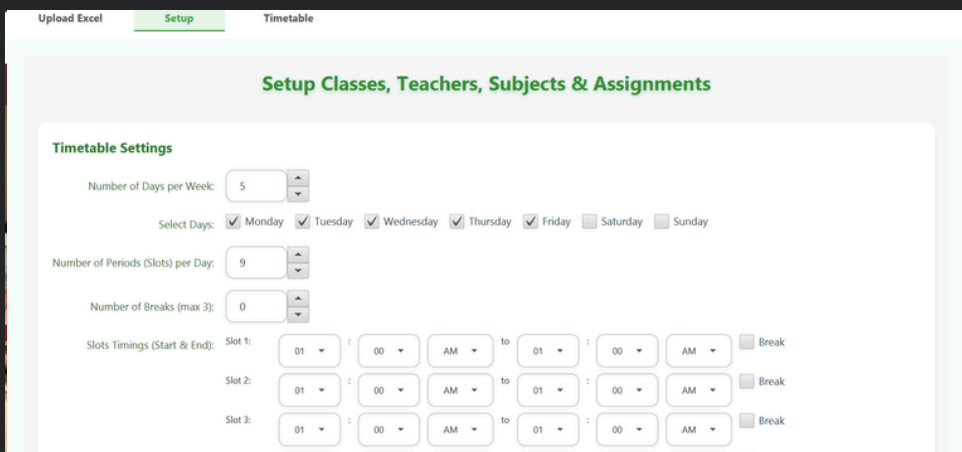 Upload Excel Setup Timetable
Setup Classes, Teachers, Subjects & Assignments
Timetable Settings
Number of Days per Week: 5
Select Days: Monday Tuesday Wednesday Thursday Friday Saturday Sunday
Number of Periods (Slots) per Day: 9
Number of Breaks (max 3): 0
Slots Timings (Start & End): Slot 1: 01 : 00 AM to 01 : 00 AM Break
Slot 2: 01 : 00 AM to 01 : 00 AM Break
Slot 3: 01 : 00 AM to 01 : 00 AM Break